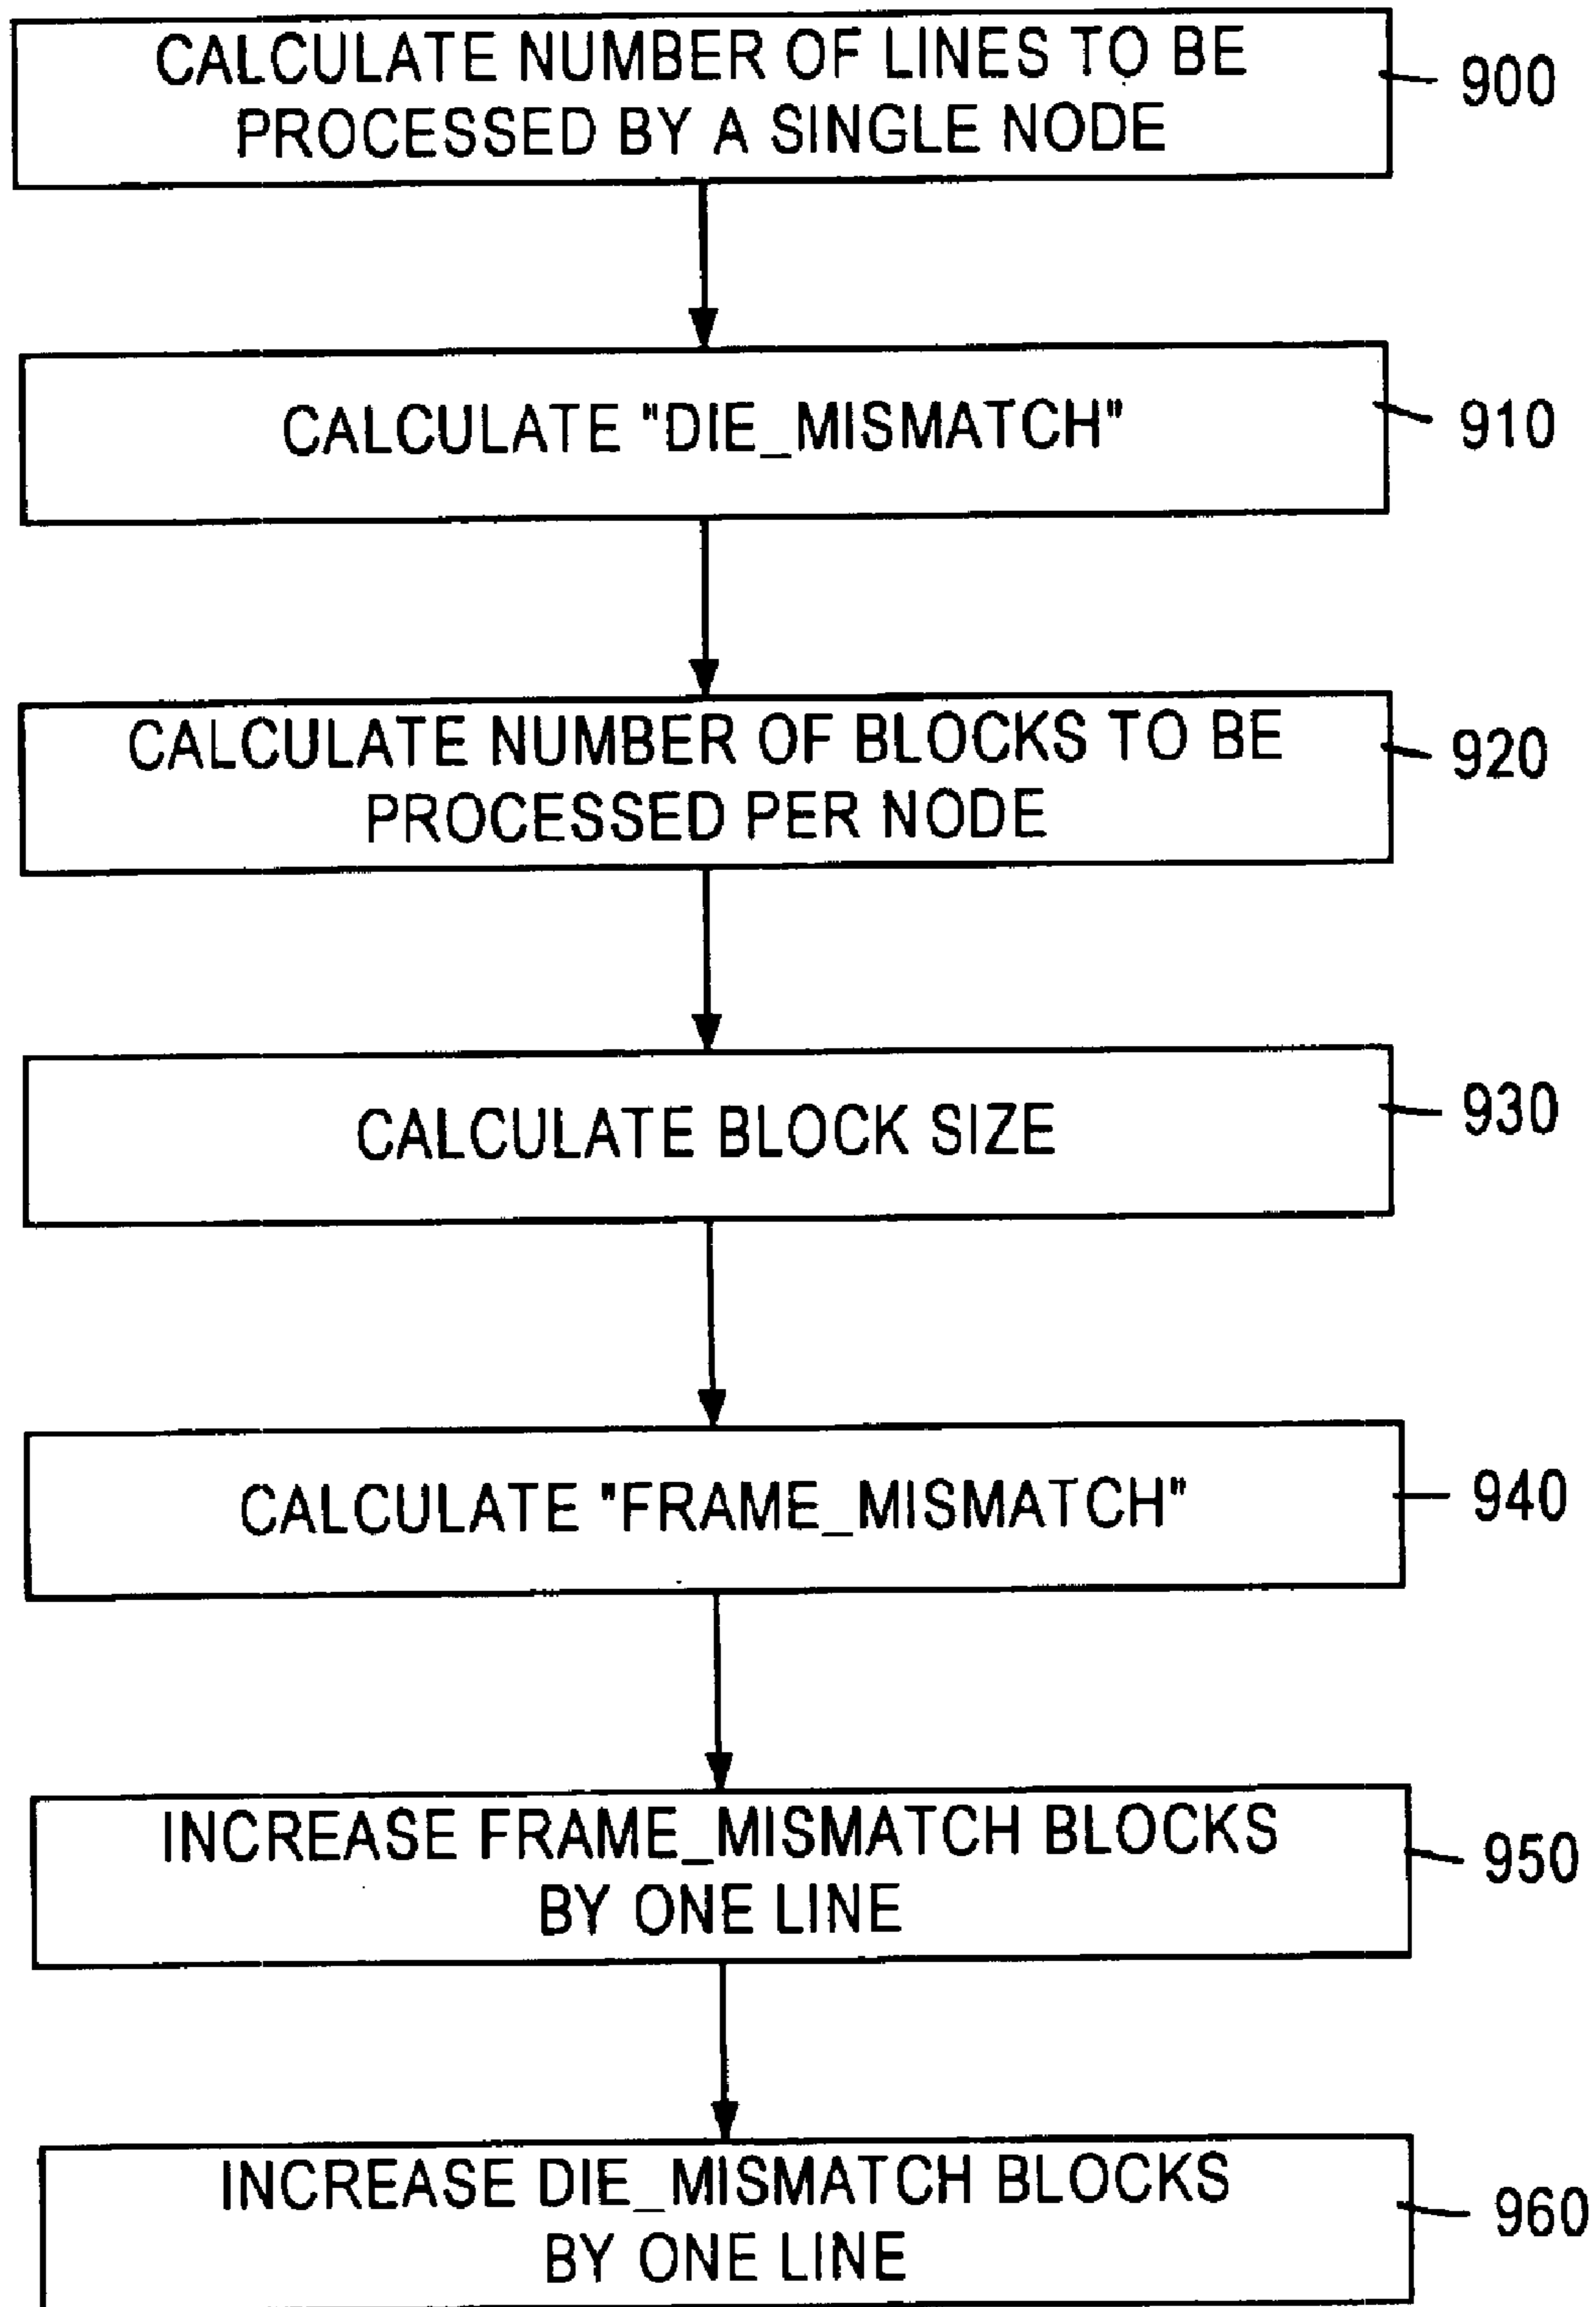 CALCULATE NUMBER OF LINES TO BE
PROCESSED BY A SINGLE NODE
900
CALCULATE "DIE_MISMATCH"
910
CALCULATE NUMBER OF BLOCKS TO BE
PROCESSED PER NODE
920
CALCULATE BLOCK SIZE
930
CALCULATE "FRAME_MISMATCH"
940
INCREASE FRAME_MISMATCH BLOCKS
BY ONE LINE
950
INCREASE DIE_MISMATCH BLOCKS
BY ONE LINE
960